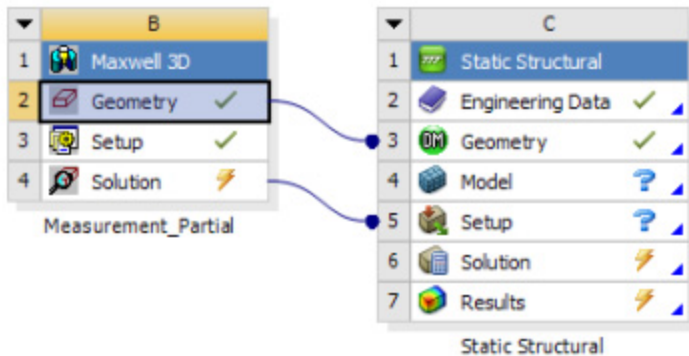 B
1 Maxwell 3D
2 Geometry
3 Setup
4 Solution
Measurement_Partial
C
1 Static Structural
2 Engineering Data
3 DM Geometry
4 Model ?
5 Setup ?
6 Solution
7 Results
Static Structural